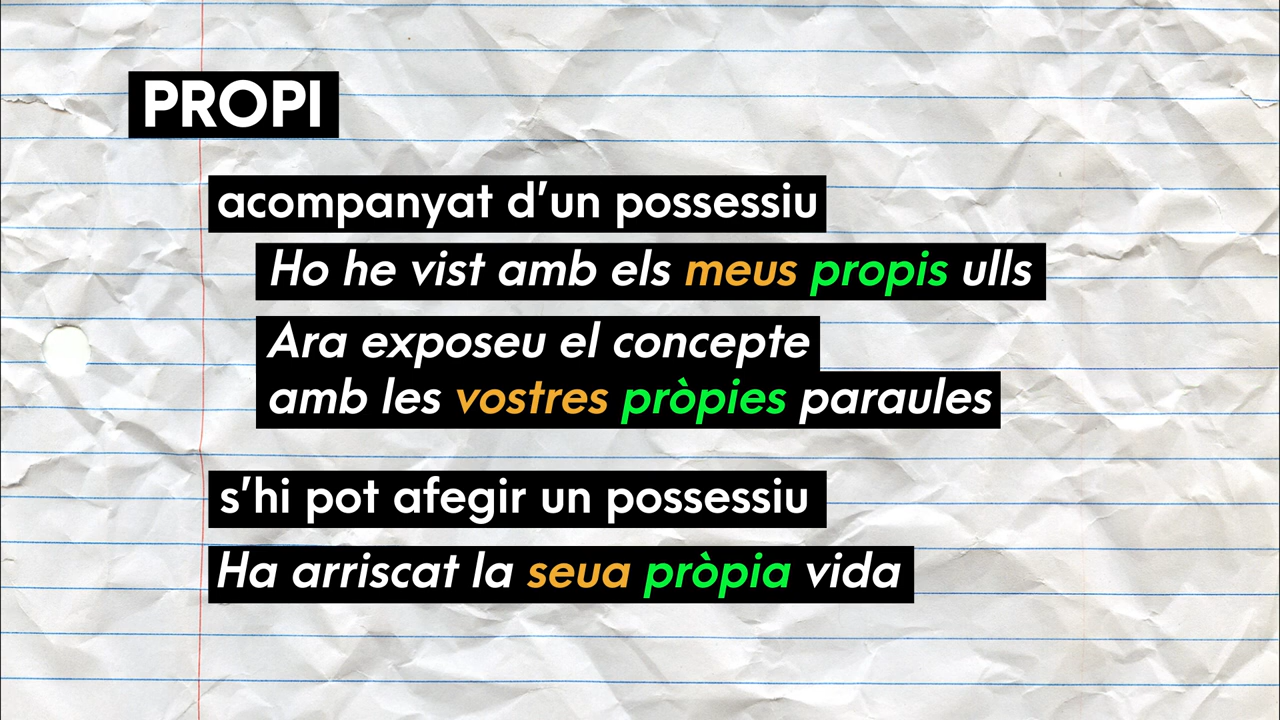 PROPI
acompanyat d'un possessiu
Ho he vist amb els meus propis ulls
Ara exposeu el concepte
amb les vostres pròpies paraules
s'hi pot afegir un possessiu
Ha arriscat la seua pròpia vida